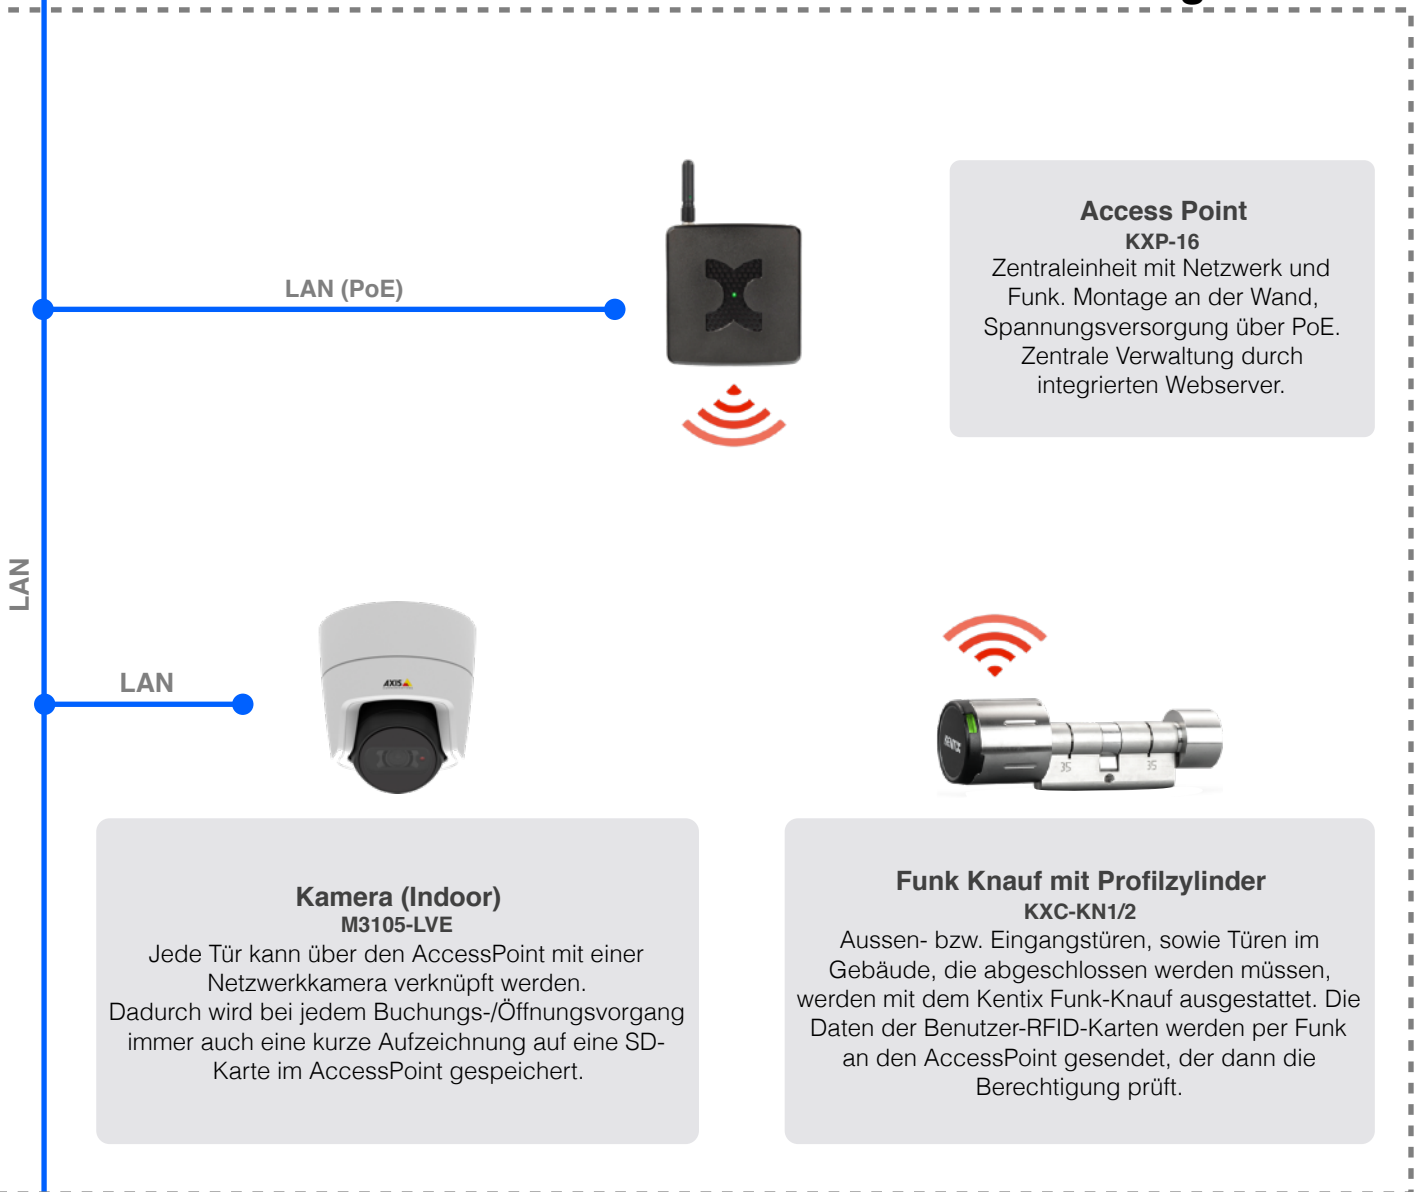 LAN (PoE)
Access Point
KXP-16
Zentraleinheit mit Netzwerk und
Funk. Montage an der Wand,
Spannungsversorgung über PoE.
Zentrale Verwaltung durch
integrierten Webserver.
LAN
LAN
AXIS
KENTIX
35
35
Kamera (Indoor)
M3105-LVE
Jede Tür kann über den AccessPoint mit einer
Netzwerkkamera verknüpft werden.
Dadurch wird bei jedem Buchungs-/Öffnungsvorgang
immer auch eine kurze Aufzeichnung auf eine SD-
Karte im AccessPoint gespeichert.
Funk Knauf mit Profilzylinder
KXC-KN1/2
Aussen- bzw. Eingangstüren, sowie Türen im
Gebäude, die abgeschlossen werden müssen,
werden mit dem Kentix Funk-Knauf ausgestattet. Die
Daten der Benutzer-RFID-Karten werden per Funk
an den AccessPoint gesendet, der dann die
Berechtigung prüft.